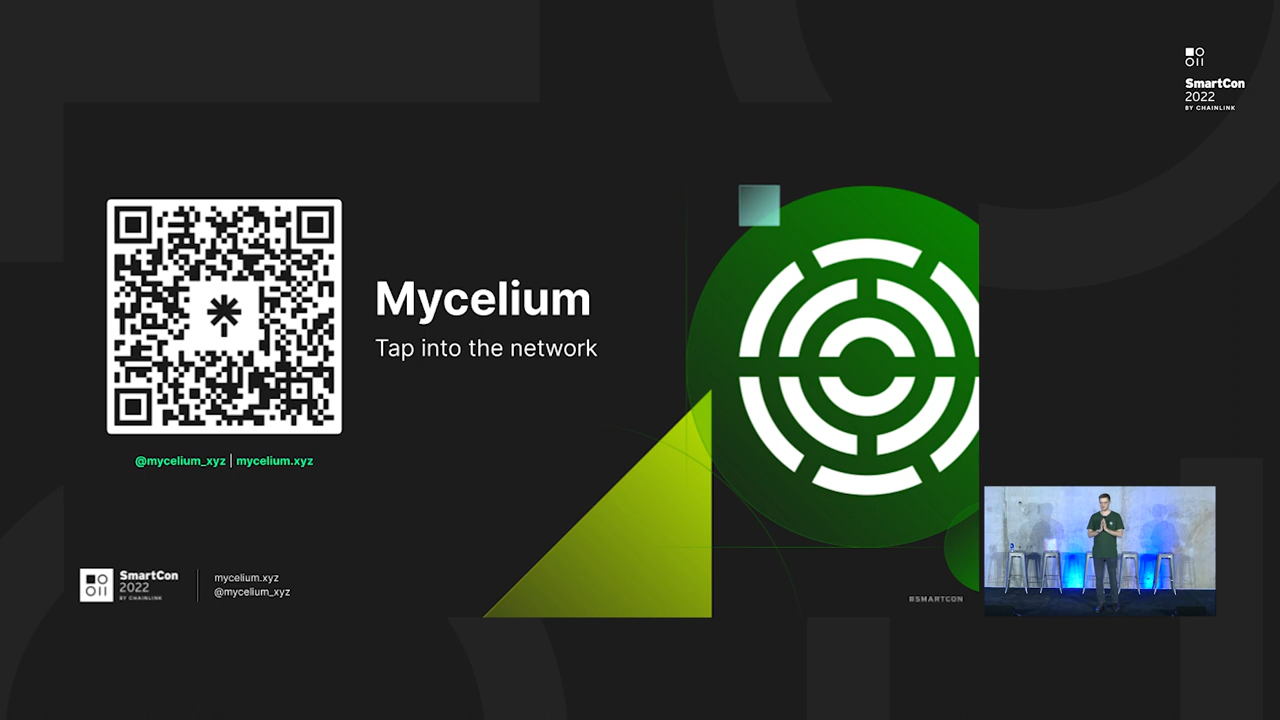 SmartCon
2022
BY CHAINLINK
Mycelium
Tap into the network
@mycelium_xyz | mycelium.xyz
SmartCon
2022
BY CHAINLINK
mycelium.xyz
@mycelium_xyz
#SMARTCON